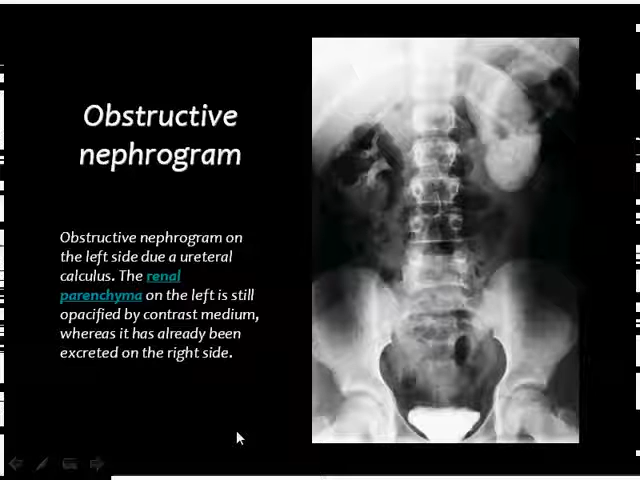 Obstructive
nephrogram
Obstructive nephrogram on
the left side due a ureteral
calculus. The renal
parenchyma on the left is still
opacified by contrast medium,
whereas it has already been
excreted on the right side.